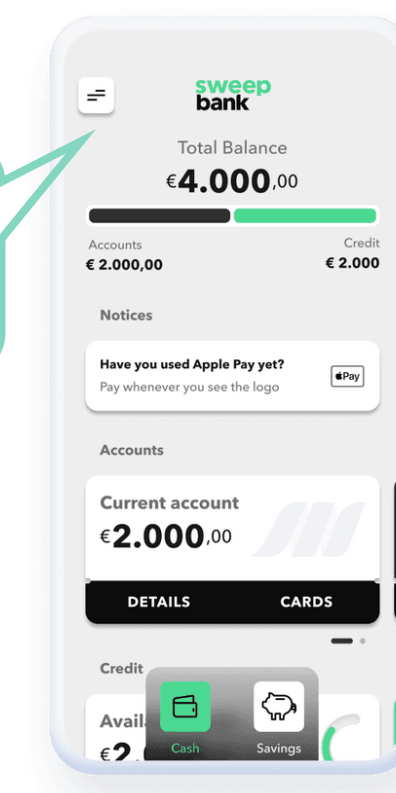 sweep
bank
Total Balance
€4.000,00
Accounts
Credit
€ 2.000,00
€ 2.000
Notices
Have you used Apple Pay yet?
Pay whenever you see the logo
Pay
Accounts
Current account
€2.000,00
DETAILS
CARDS
Credit
€2.
Cash
Savings